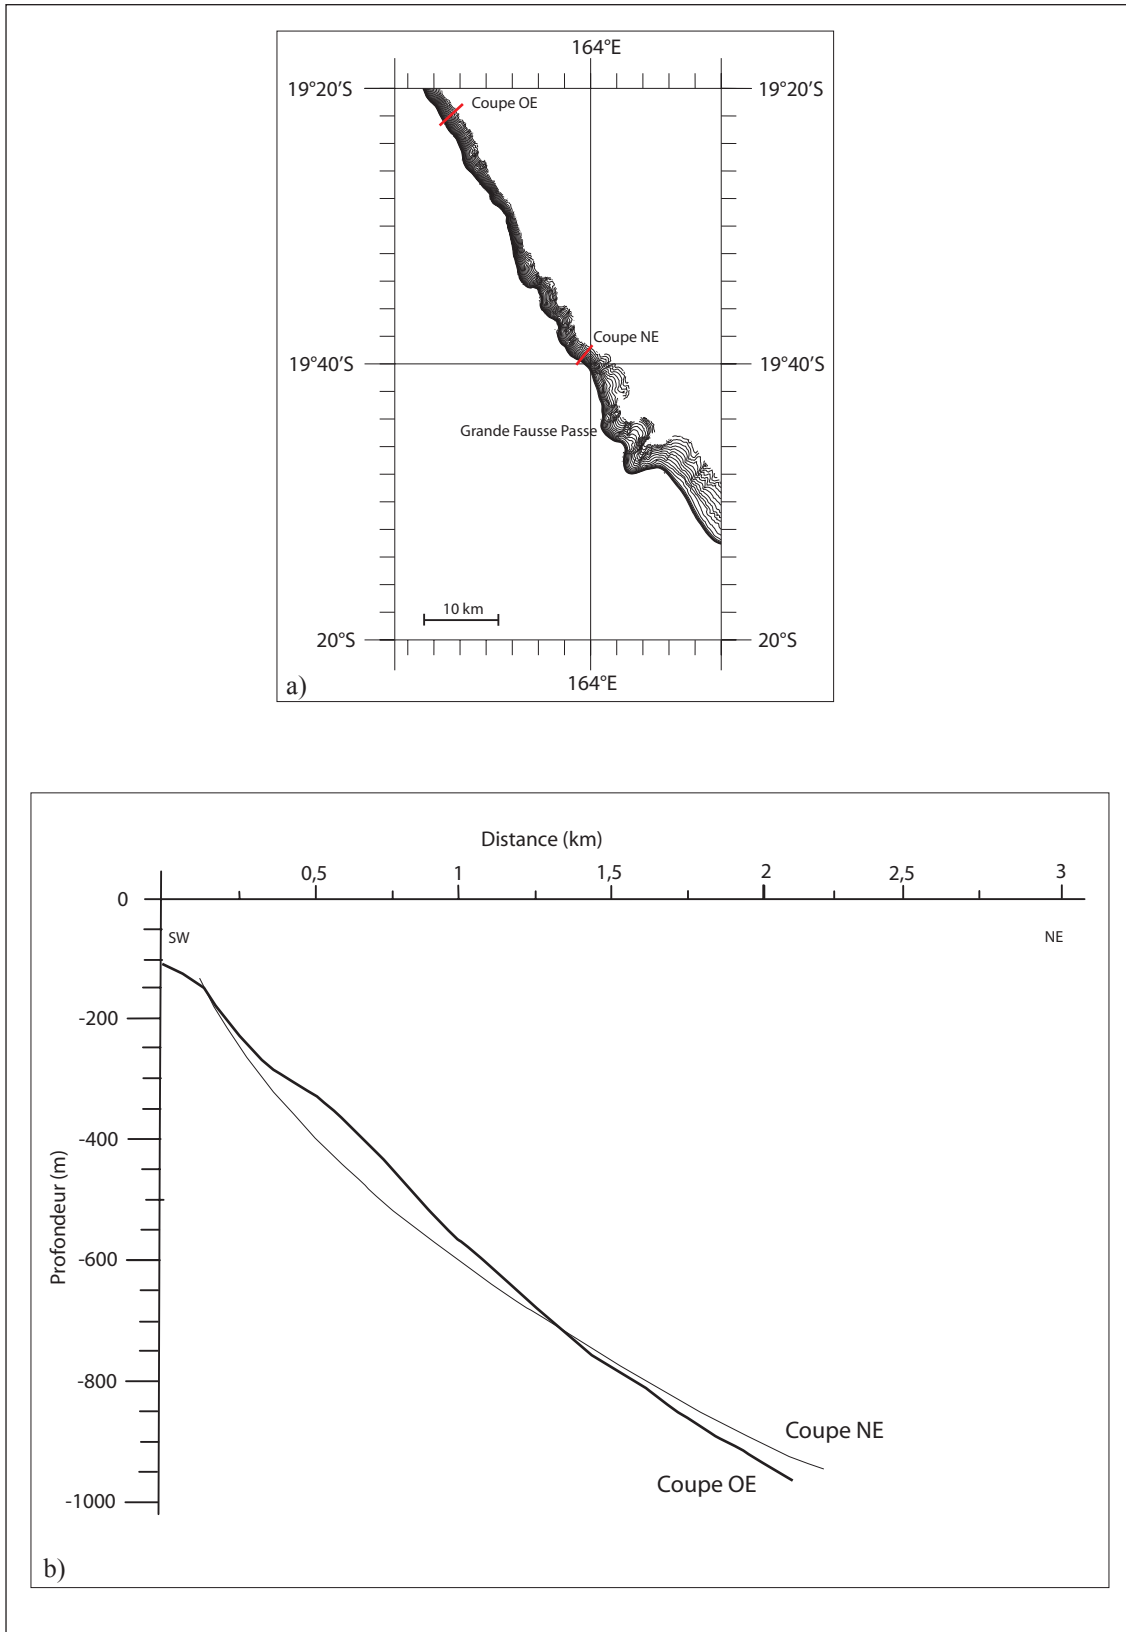 164°E
19°20’S
19°20’S
Coupe OE
Coupe NE
19°40’S
19°40’S
Grande Fausse Passe
10 km
20°S
20°S
164°E
a)
Distance (km)
0,5
1
1,5
2
2,5
3
0
SW
NE
-200
-400
Profondeur (m)
-600
-800
Coupe NE
Coupe OE
-1000
b)